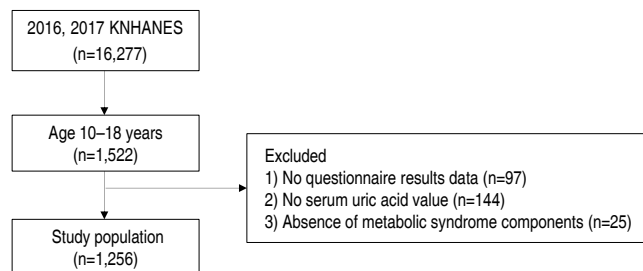 2016, 2017 KNHANES
(n=16,277)
Age 10–18 years
(n=1,522)
Excluded
1) No questionnaire results data (n=97)
2) No serum uric acid value (n=144)
3) Absence of metabolic syndrome components (n=25)
Study population
(n=1,256)